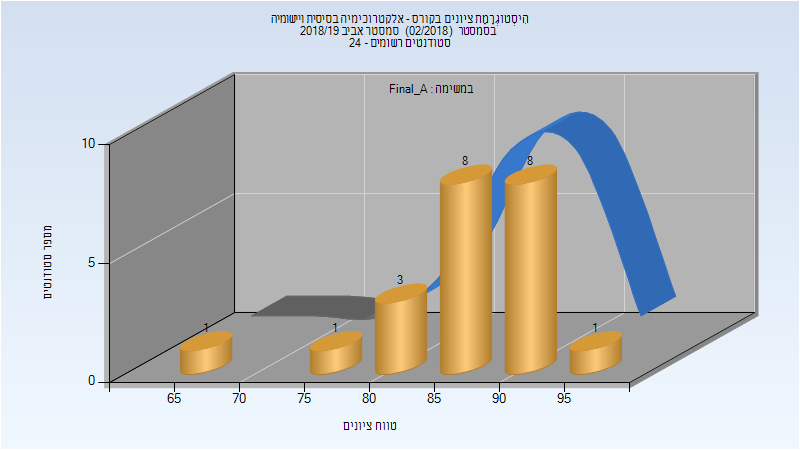 היסטוגרמת ציונים בקורס - אלקטרוכימיה בסיסית ויישומיה
בסמסטר (02/2018) סמסטר אביב 2018/19
סטודנטים רשומים - 24
במשימה : Final_A
מספר סטודנטים
10
5
0
1
1
3
8
8
1
65
70
75
80
85
90
95
טווח ציונים